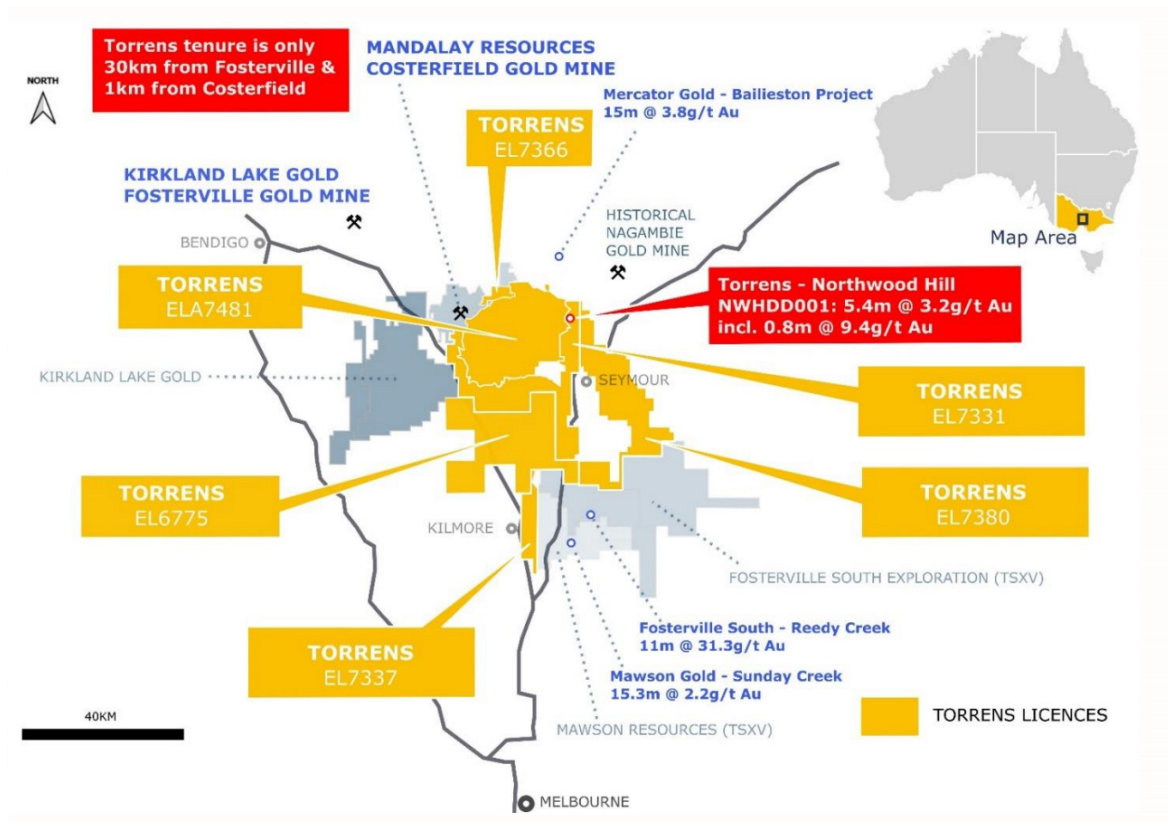 Torrens tenure is only
30km from Fosterville &
1km from Costerfield
NORTH
MANDALAY RESOURCES
COSTERFIELD GOLD MINE
Mercator Gold - Bailieston Project
15m @ 3.8g/t Au
TORRENS
EL7366
KIRKLAND LAKE GOLD
FOSTERVILLE GOLD MINE
HISTORICAL
NAGAMBIE
GOLD MINE
Map Area
BENDIGO
TORRENS
ELA7481
Torrens - Northwood Hill
NWHDD001: 5.4m @ 3.2g/t Au
incl. 0.8m @ 9.4g/t Au
KIRKLAND LAKE GOLD
SEYMOUR
TORRENS
EL7331
TORRENS
EL6775
TORRENS
EL7380
KILMORE
FOSTERVILLE SOUTH EXPLORATION (TSXV)
Fosterville South - Reedy Creek
11m @ 31.3g/t Au
TORRENS
EL7337
Mawson Gold - Sunday Creek
15.3m @ 2.2g/t Au
40KM
MAWSON RESOURCES (TSXV)
TORRENS LICENCES
MELBOURNE